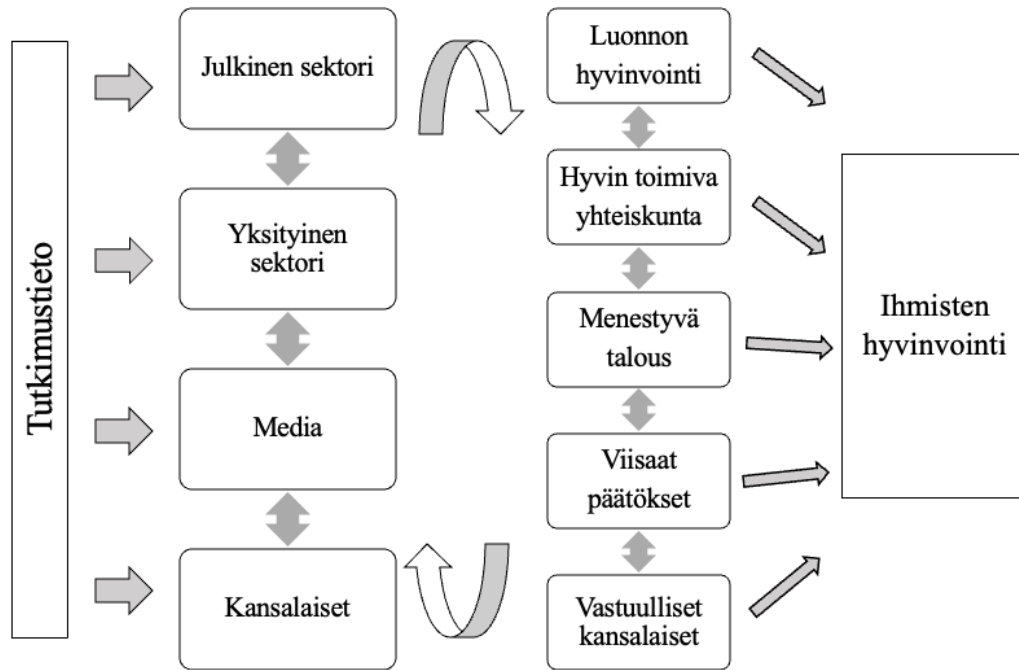 Tutkimustieto
Julkinen sektori
Yksityinen
sektori
Media
Kansalaiset
Luonnon
hyvinvointi
Hyvin toimiva
yhteiskunta
Menestyvä
talous
Viisaat
päätökset
Vastuulliset
kansalaiset
Ihmisten
hyvinvointi